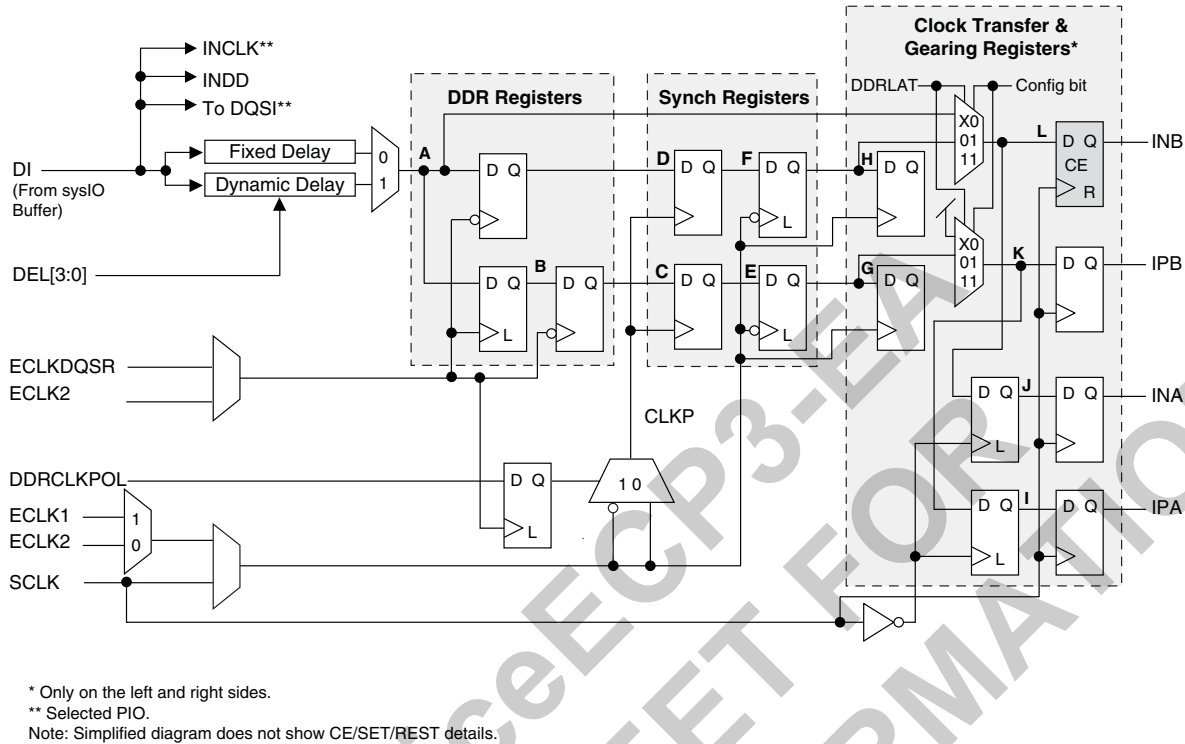 Clock Transfer &
Gearing Registers*
INCLK**
INDD
To DQSI**
DDR Registers
Synch Registers
DDRLAT
Config bit
X0
01
11
Fixed Delay
0
Dynamic Delay
1
DI
(From sysIO
Buffer)
A
D Q
D
D Q
F
D Q
L
H
D Q
L
D Q
CE
R
INB
DEL[3:0]
D Q
L
B
D Q
C
D Q
E
D Q
L
G
D Q
X0
01
11
K
D Q
IPB
ECLKDQSR
ECLK2
CLKP
D Q
L
J
D Q
INA
DDRCLKPOL
D Q
L
1 0
ECLK1
1
ECLK2
0
SCLK
D Q
L
I
D Q
IPA
* Only on the left and right sides.
** Selected PIO.
Note: Simplified diagram does not show CE/SET/REST details.
ceECP3-EA
EET FOR
RMATIO